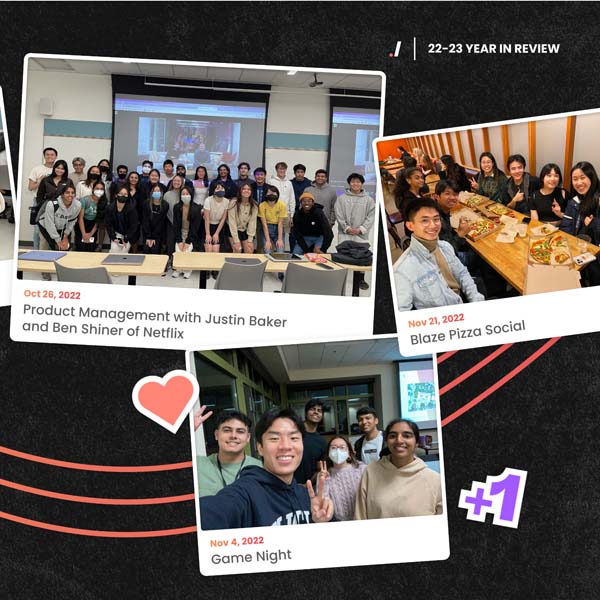 ./
22-23 YEAR IN REVIEW
Oct 26, 2022
Product Management with Justin Baker
and Ben Shiner of Netflix
Nov 21, 2022
Blaze Pizza Social
Nov 4, 2022
Game Night
+1